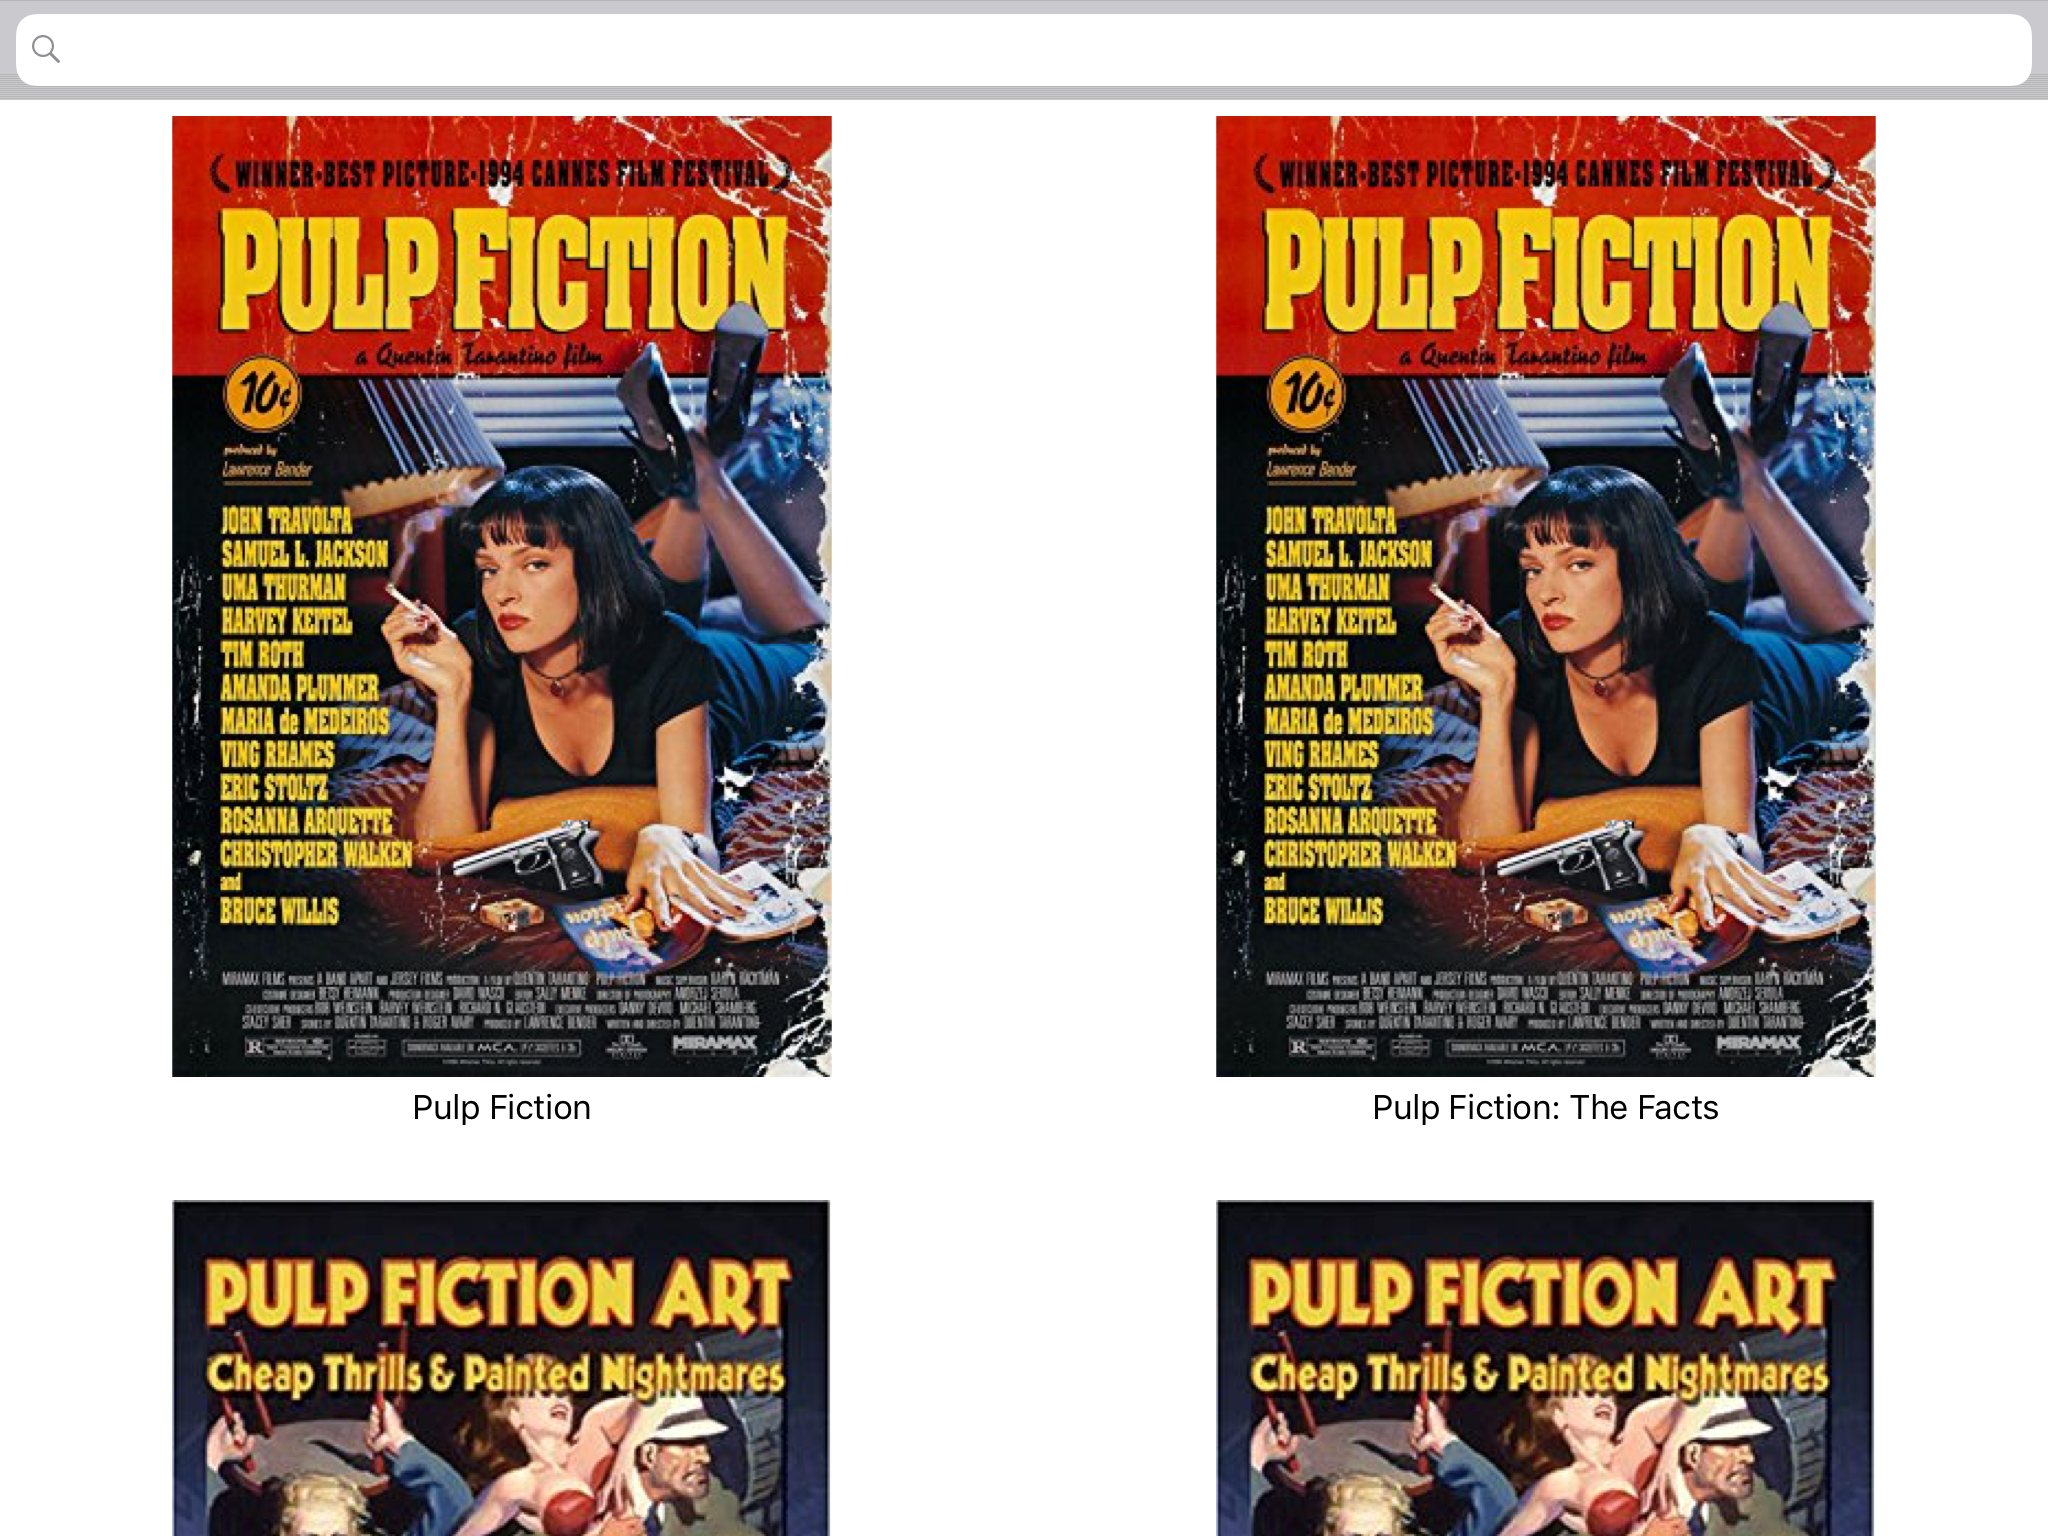 WINNER·BEST PICTURE·1994 CANNES FILM FESTIVAL
PULP FICTION
a Quentin Tarantino film
10¢
produced by
Lawrence Bender
JOHN TRAVOLTA
SAMUEL L. JACKSON
UMA THURMAN
HARVEY KEITEL
TIM ROTH
AMANDA PLUMMER
MARIA de MEDEIROS
VING RHAMES
ERIC STOLTZ
ROSANNA ARQUETTE
CHRISTOPHER WALKEN
and
BRUCE WILLIS
MIRAMAX
Pulp Fiction
WINNER·BEST PICTURE·1994 CANNES FILM FESTIVAL
PULP FICTION
a Quentin Tarantino film
10¢
produced by
Lawrence Bender
JOHN TRAVOLTA
SAMUEL L. JACKSON
UMA THURMAN
HARVEY KEITEL
TIM ROTH
AMANDA PLUMMER
MARIA de MEDEIROS
VING RHAMES
ERIC STOLTZ
ROSANNA ARQUETTE
CHRISTOPHER WALKEN
and
BRUCE WILLIS
MIRAMAX
Pulp Fiction: The Facts
PULP FICTION ART
Cheap Thrills & Painted Nightmares
PULP FICTION ART
Cheap Thrills & Painted Nightmares